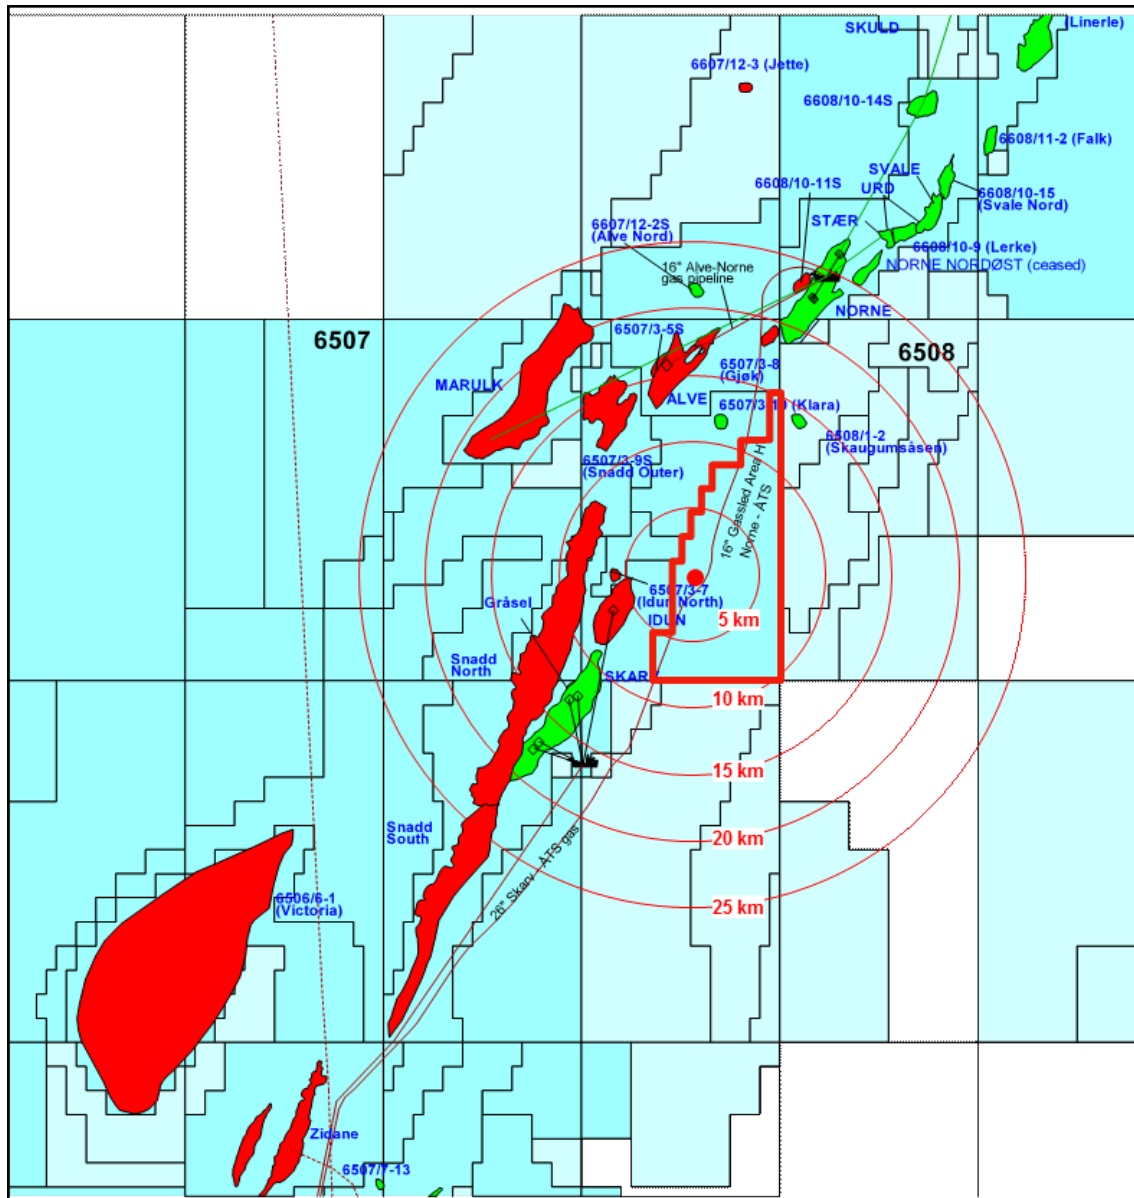 (Linerle)
SKULD
6607/12-3 (Jette)
6608/10-14S
6608/11-2 (Falk)
SVALE
6608/10-11S
URD
6608/10-15
(Svale Nord)
STÆR
6607/12-2S
(Alve Nord)
6608/10-9 (Lerke)
NORNE NORDØST (ceased)
16" Alve-Norne
gas pipeline
NORNE
6507/3-5S
6507
6508
6507/3-8
(Gjøk)
MARULK
ALVE
6507/3-10 (Klara)
6508/1-2
(Skaugumsåsen)
6507/3-9S
(Snadd Outer)
16" Gassled Area H
Norne - ATS
6507/3-7
(Idun North)
Gråsel
IDUN
5 km
Snadd
North
SKARV
10 km
15 km
Snadd
South
20 km
26" Skarv - ATS gas
25 km
6506/6-1
(Victoria)
Zidane
6507/7-13